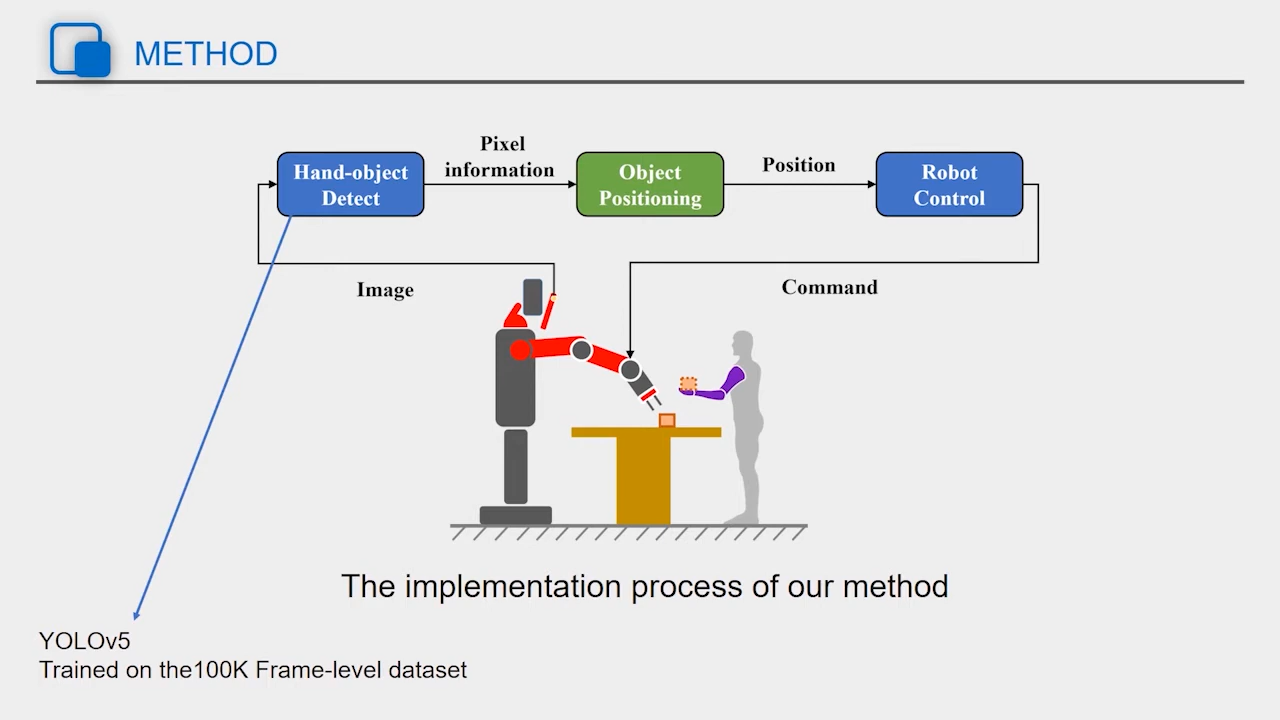 METHOD
Pixel
information
Hand-object
Detect
Object
Positioning
Position
Robot
Control
Image
Command
The implementation process of our method
YOLOv5
Trained on the100K Frame-level dataset